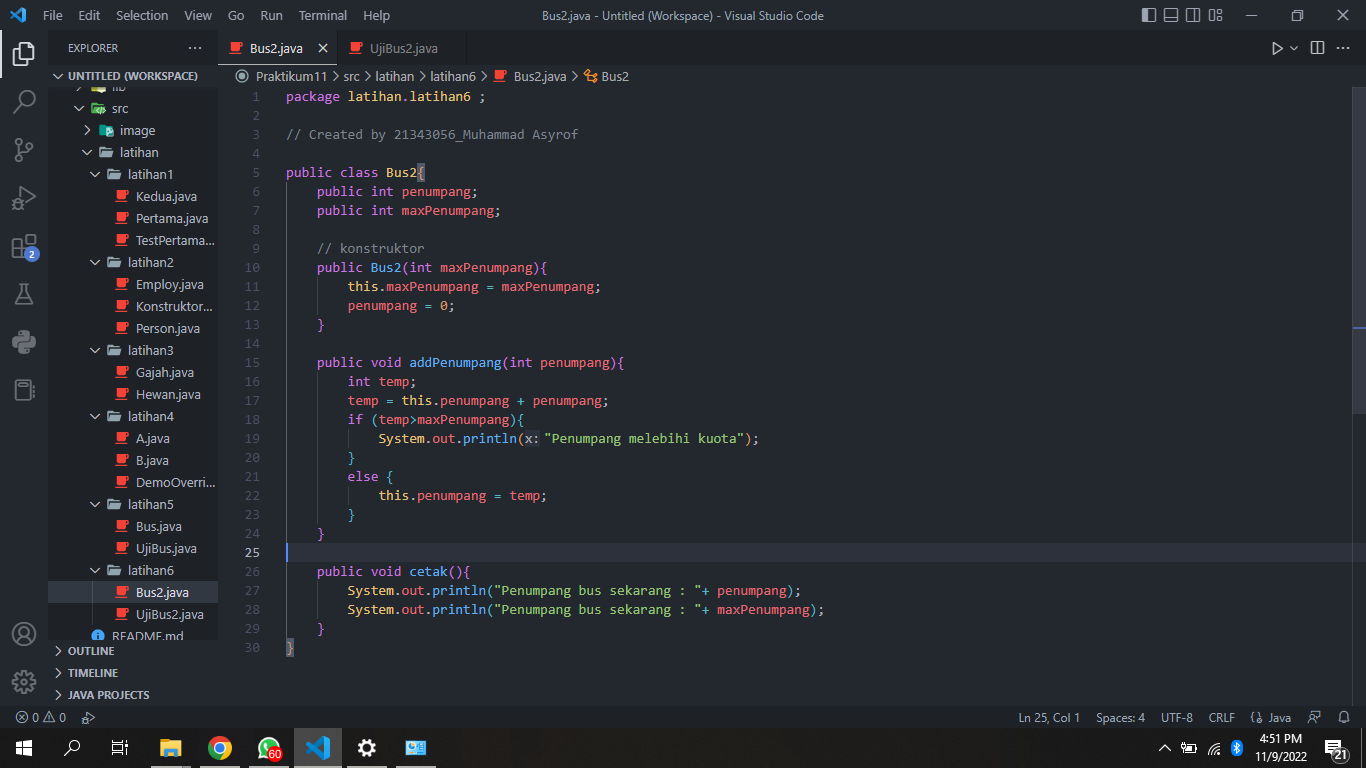 File Edit Selection View Go Run Terminal Help
Bus2.java - Untitled (Workspace) - Visual Studio Code
EXPLORER
UNTITLED (WORKSPACE)
lib
src
image
latihan
latihan1
Kedua.java
Pertama.java
TestPertama...
latihan2
Employ.java
Konstruktor...
Person.java
latihan3
Gajah.java
Hewan.java
latihan4
A.java
B.java
DemoOverri...
latihan5
Bus.java
UjiBus.java
latihan6
Bus2.java
UjiBus2.java
README.md
OUTLINE
TIMELINE
JAVA PROJECTS
2
Bus2.java UjiBus2.java
Praktikum11 > src > latihan > latihan6 > Bus2.java > Bus2
1 package latihan.latihan6 ;
2
3 // Created by 21343056_Muhammad Asyrof
4
5 public class Bus2{
6 public int penumpang;
7 public int maxPenumpang;
8
9 // konstruktor
10 public Bus2(int maxPenumpang){
11 this.maxPenumpang = maxPenumpang;
12 penumpang = 0;
13 }
14
15 public void addPenumpang(int penumpang){
16 int temp;
17 temp = this.penumpang + penumpang;
18 if (temp>maxPenumpang){
19 System.out.println(x: "Penumpang melebihi kuota");
20 }
21 else {
22 this.penumpang = temp;
23 }
24 }
25
26 public void cetak(){
27 System.out.println("Penumpang bus sekarang : "+ penumpang);
28 System.out.println("Penumpang bus sekarang : "+ maxPenumpang);
29 }
30 }
0 0
Ln 25, Col 1 Spaces: 4 UTF-8 CRLF {} Java
60
4:51 PM
11/9/2022
21